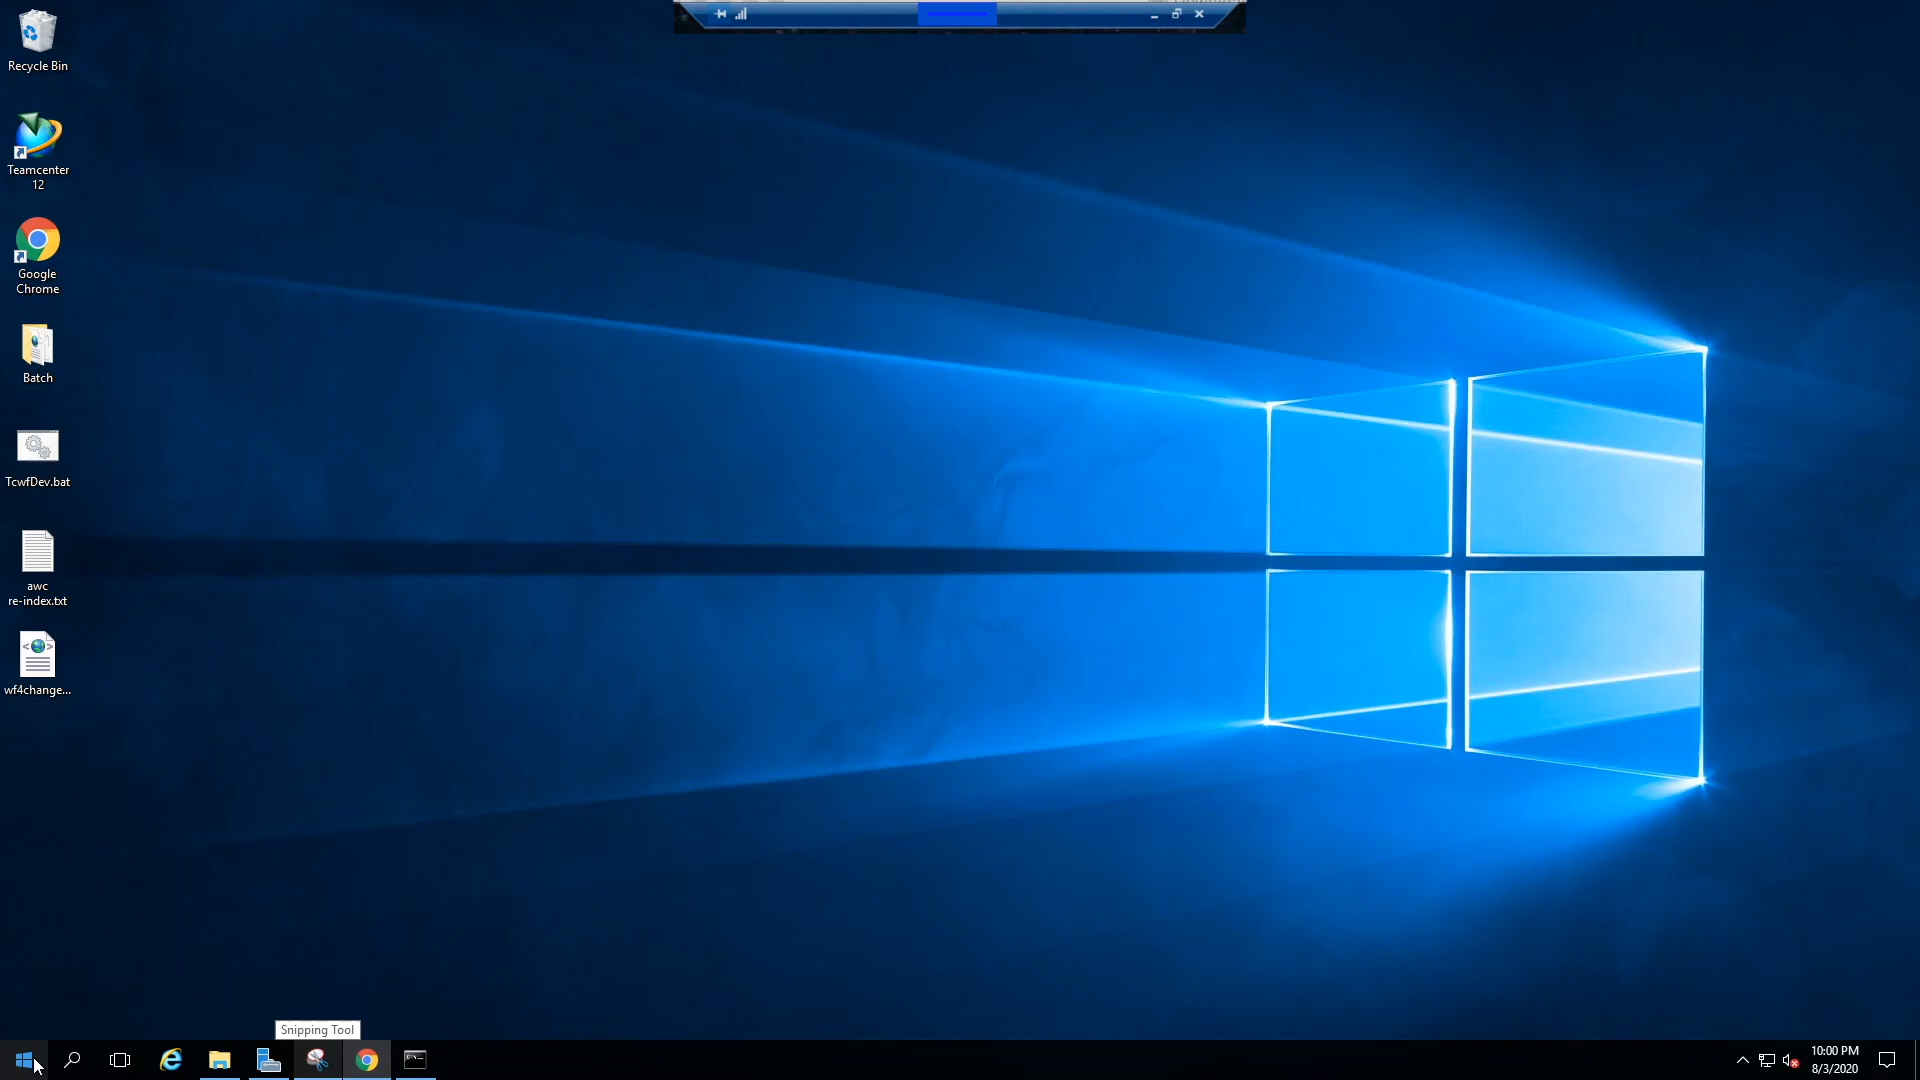 Recycle Bin
Teamcenter
12
Google
Chrome
Batch
TcwfDev.bat
awc
re-index.txt
wf4change...
Snipping Tool
10:00 PM
8/3/2020